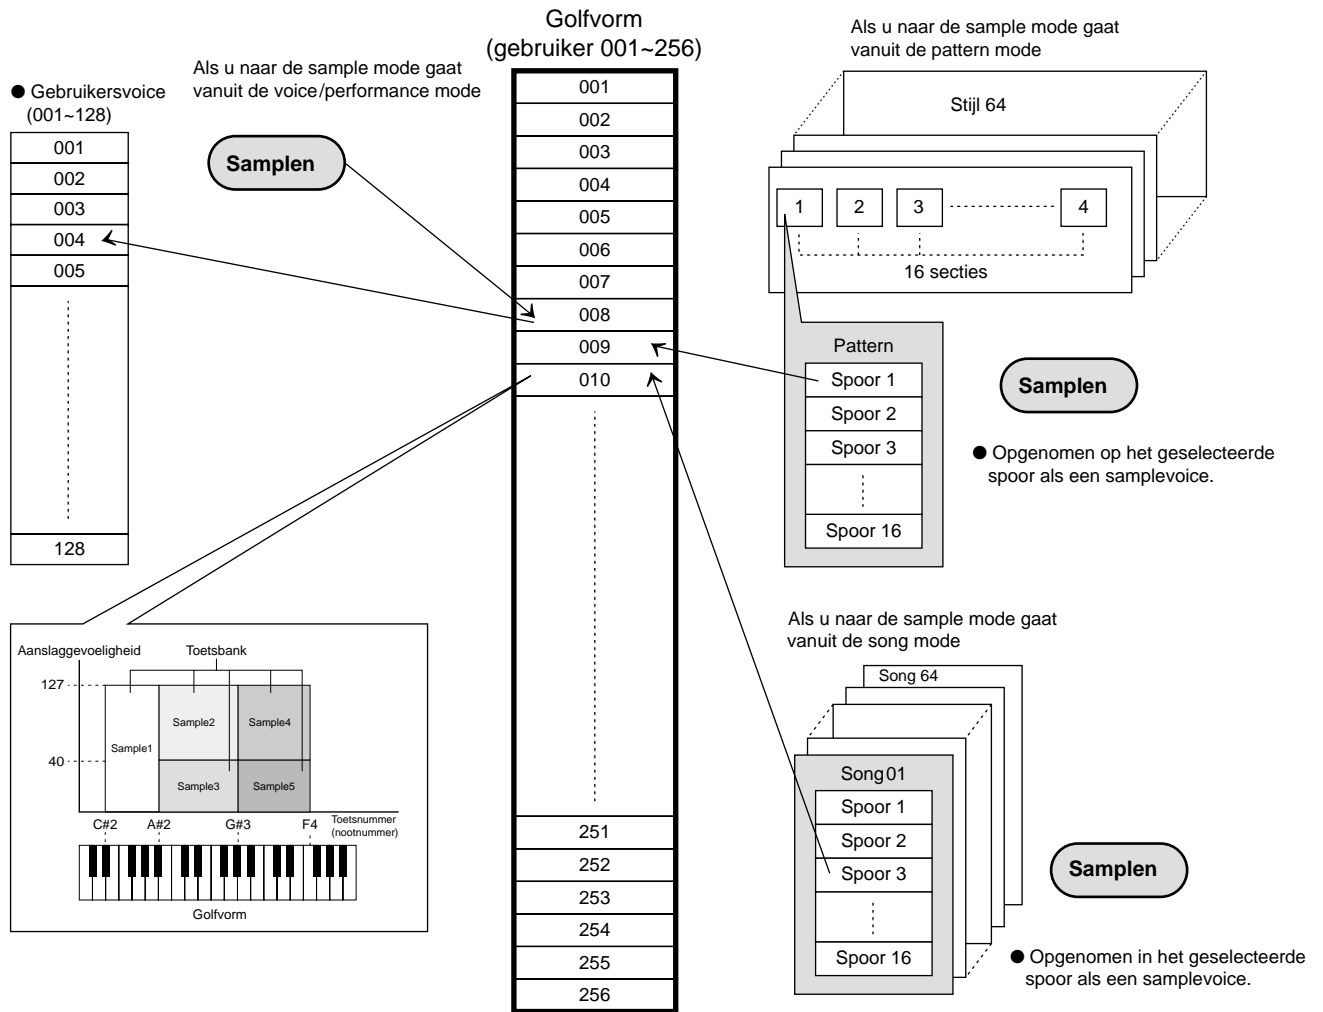 Golfvorm
(gebruiker 001~256)
001
002
003
004
005
006
007
008
009
010
251
252
253
254
255
256
● Gebruikersvoice
(001~128)
001
002
003
004
005
128
Als u naar de sample mode gaat
vanuit de voice/performance mode
Samplen
Als u naar de sample mode gaat
vanuit de pattern mode
Stijl 64
1 2 3 4
16 secties
Pattern
Spoor 1
Spoor 2
Spoor 3
Spoor 16
Samplen
● Opgenomen op het geselecteerde
spoor als een samplevoice.
Aanslaggevoeligheid
Toetsbank
127
40
Sample1
Sample2
Sample4
Sample3
Sample5
C#2 A#2 G#3 F4
Toetsnummer
(nootnummer)
Golfvorm
Als u naar de sample mode gaat
vanuit de song mode
Song 64
Song01
Spoor 1
Spoor 2
Spoor 3
Spoor 16
Samplen
● Opgenomen in het geselecteerde
spoor als een samplevoice.